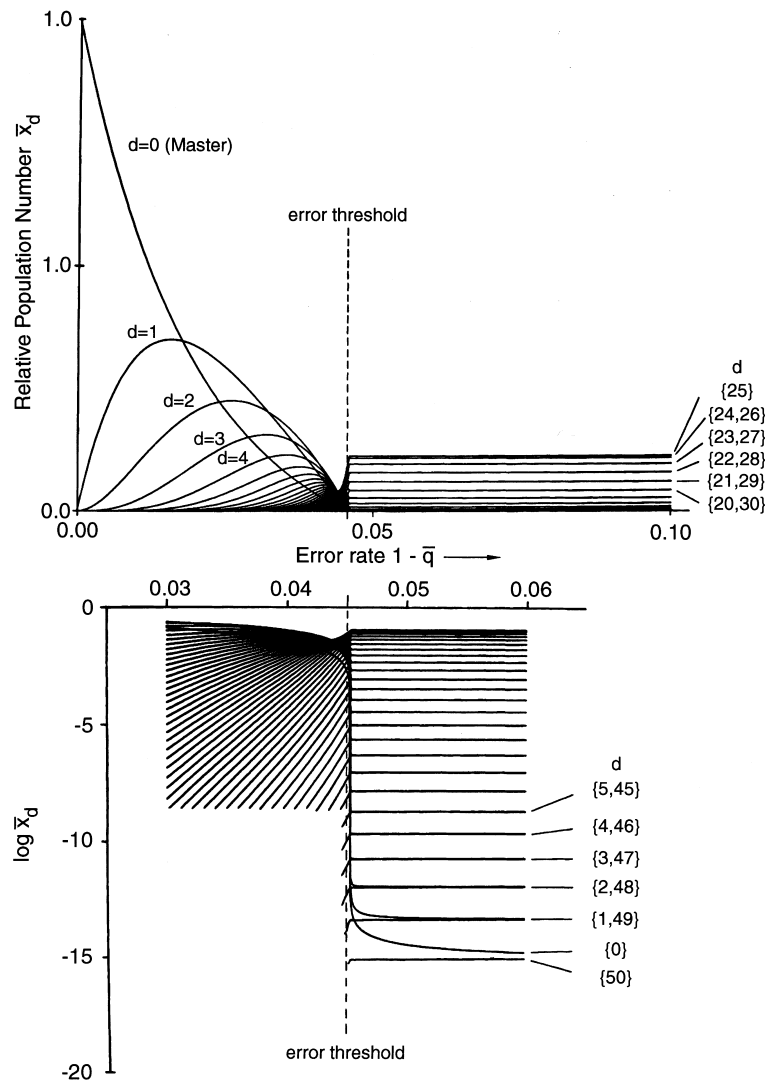 1.0
Relative Population Number x̅d
d=0 (Master)
error threshold
1.0
d=1
d
{25}
d=2
{24,26}
d=3
{23,27}
d=4
{22,28}
{21,29}
{20,30}
0.0
0.00
0.05
0.10
Error rate 1 - q̅
0.03
0.04
0.05
0.06
0
-5
d
{5,45}
log x̅d
{4,46}
-10
{3,47}
{2,48}
{1,49}
{0}
-15
{50}
error threshold
-20